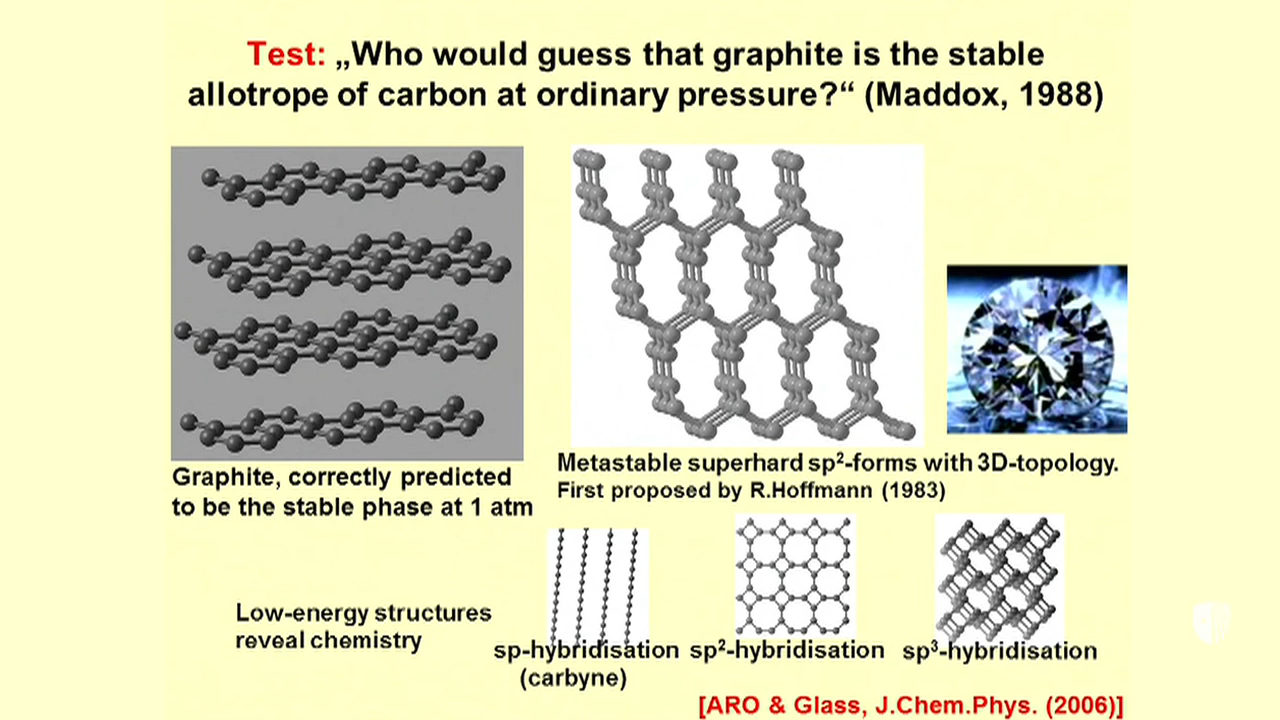 Test: „Who would guess that graphite is the stable
allotrope of carbon at ordinary pressure?“ (Maddox, 1988)
Graphite, correctly predicted
to be the stable phase at 1 atm
Metastable superhard sp²-forms with 3D-topology.
First proposed by R.Hoffmann (1983)
Low-energy structures
reveal chemistry
sp-hybridisation
(carbyne)
sp²-hybridisation
sp³-hybridisation
[ARO & Glass, J.Chem.Phys. (2006)]